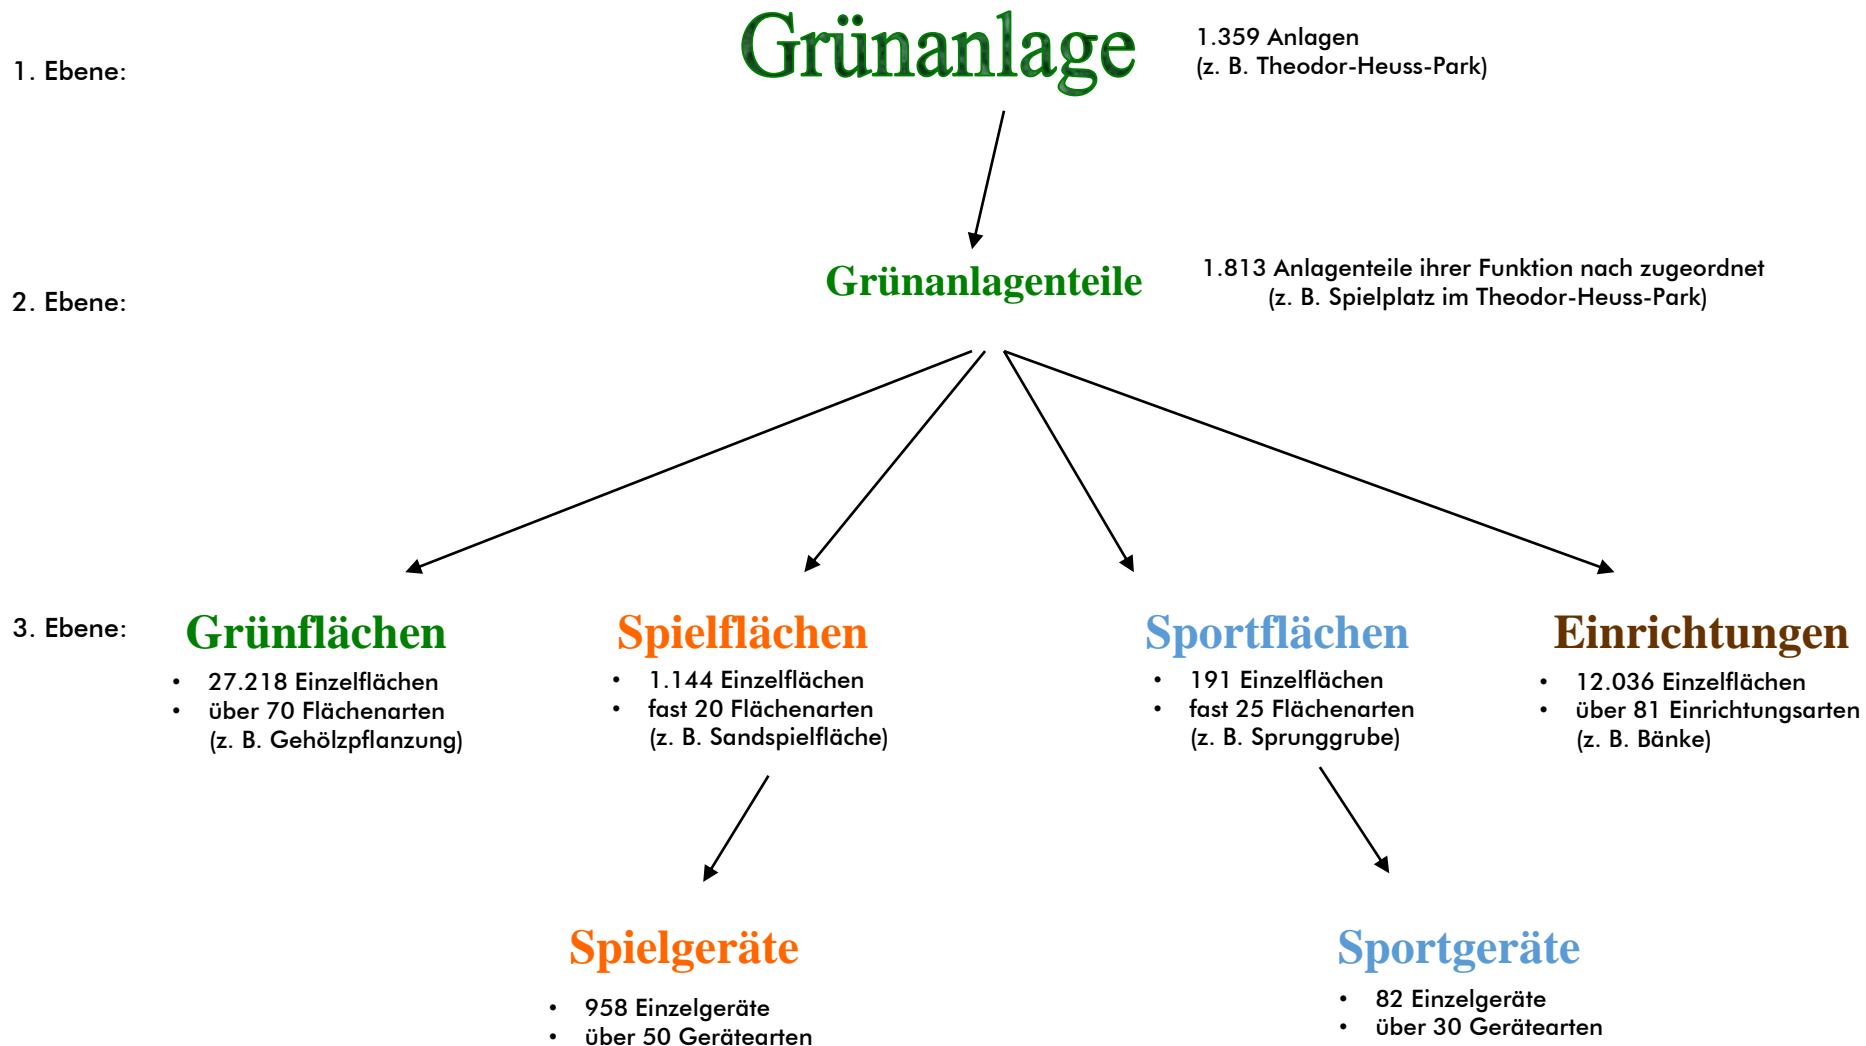 1. Ebene:
Grünanlage
1.359 Anlagen
(z. B. Theodor-Heuss-Park)
2. Ebene:
Grünanlagenteile
1.813 Anlagenteile ihrer Funktion nach zugeordnet
(z. B. Spielplatz im Theodor-Heuss-Park)
3. Ebene:
Grünflächen
• 27.218 Einzelflächen
• über 70 Flächenarten
(z. B. Gehölzpflanzung)
Spielflächen
• 1.144 Einzelflächen
• fast 20 Flächenarten
(z. B. Sandspielfläche)
Sportflächen
• 191 Einzelflächen
• fast 25 Flächenarten
(z. B. Sprunggrube)
Einrichtungen
• 12.036 Einzelflächen
• über 81 Einrichtungsarten
(z. B. Bänke)
Spielgeräte
• 958 Einzelgeräte
• über 50 Gerätearten
Sportgeräte
• 82 Einzelgeräte
• über 30 Gerätearten